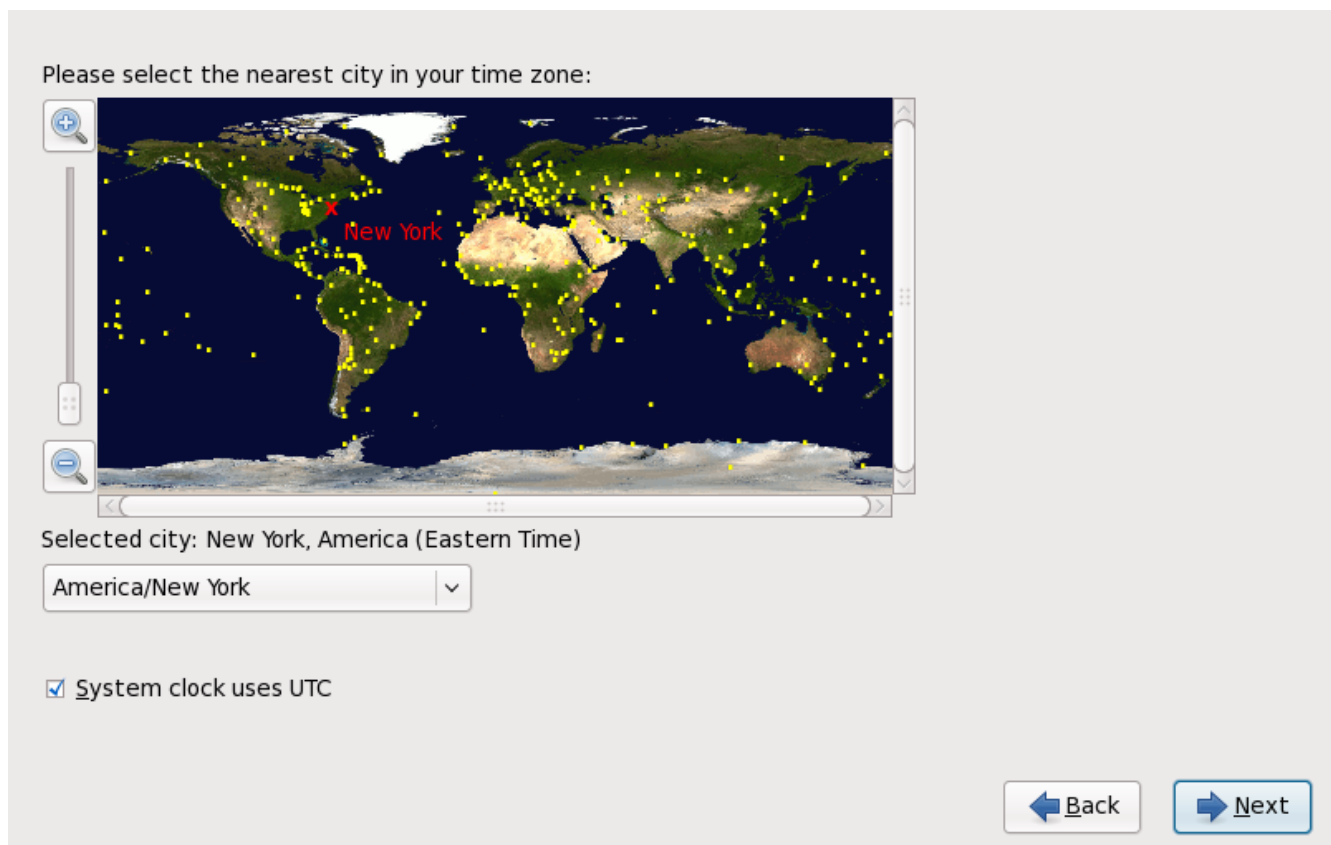 Please select the nearest city in your time zone:
New York
Selected city: New York, America (Eastern Time)
America/New York
System clock uses UTC
Back
Next